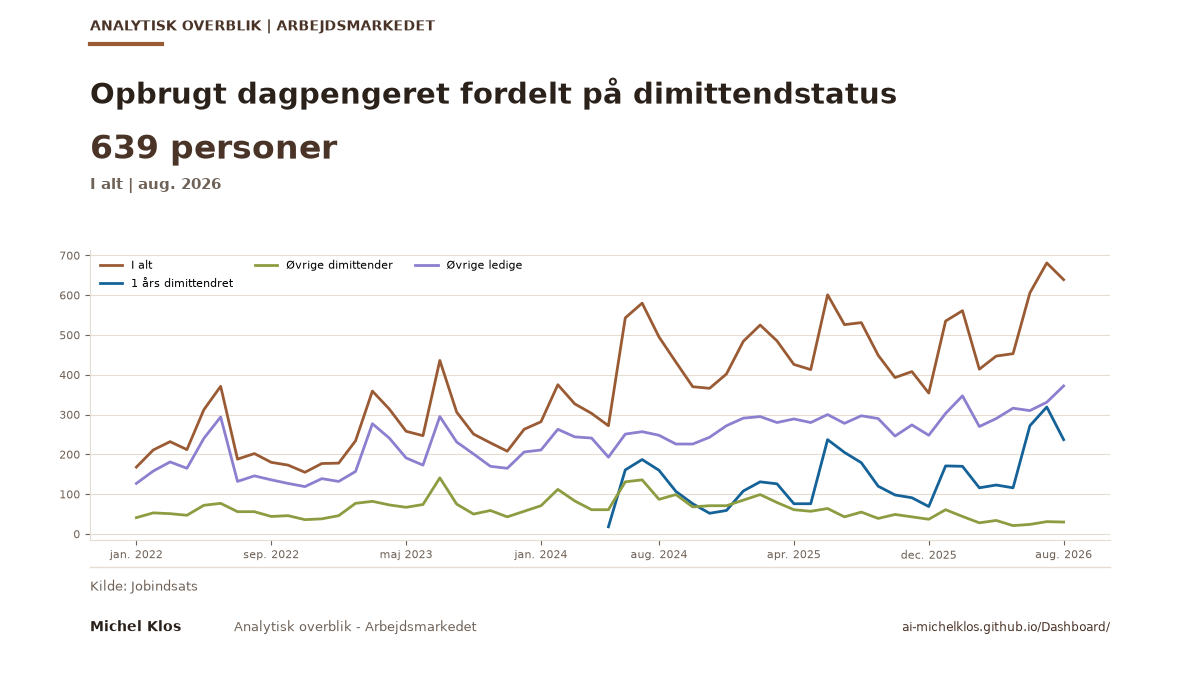 ANALYTISK OVERBLIK | ARBEJDSMARKEDET
Opbrugt dagpengeret fordelt på dimittendstatus
639 personer
I alt | aug. 2026
I alt
Øvrige dimittender
Øvrige ledige
1 års dimittendret
700
600
500
400
300
200
100
0
jan. 2022
sep. 2022
maj 2023
jan. 2024
aug. 2024
apr. 2025
dec. 2025
aug. 2026
Kilde: Jobindsats
Michel Klos
Analytisk overblik - Arbejdsmarkedet
ai-michelklos.github.io/Dashboard/